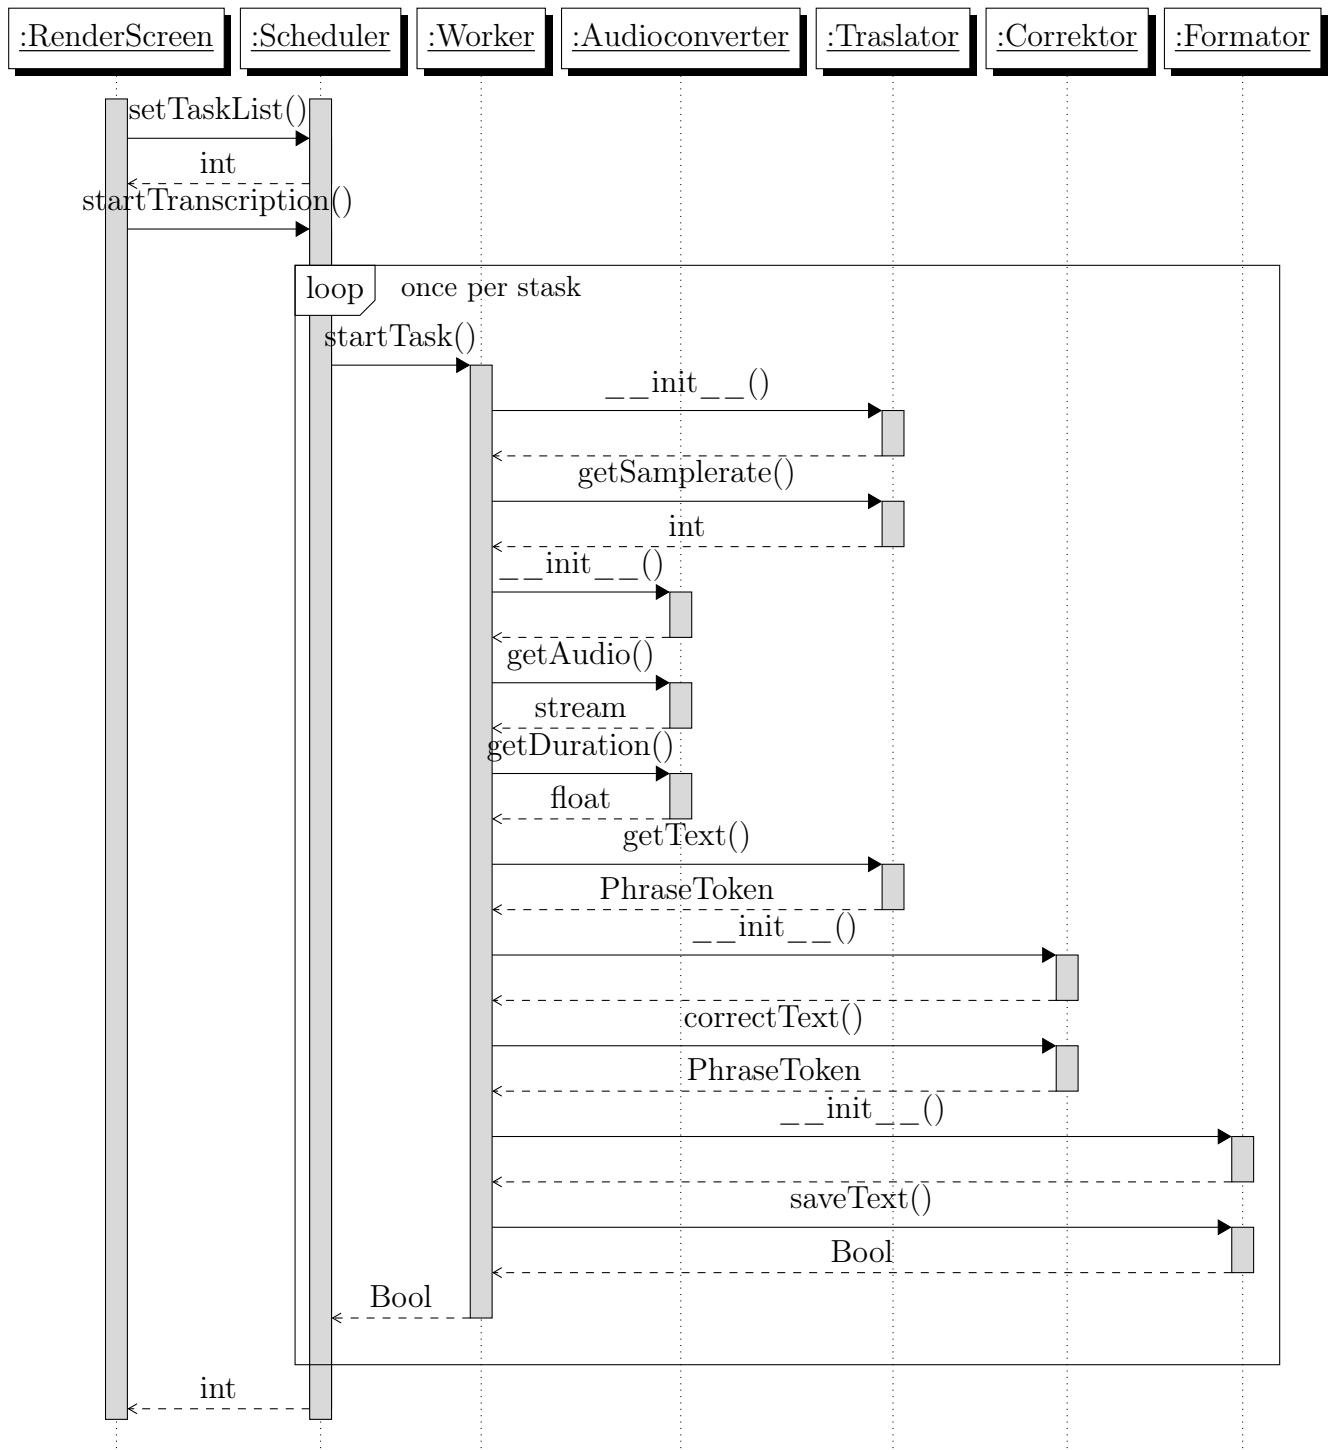 :RenderScreen :Scheduler :Worker :Audioconverter :Traslator :Correktor :Formator
setTaskList()
int
startTranscription()
loop once per stask
startTask()
__init__()
getSamplerate()
int
__init__()
getAudio()
stream
getDuration()
float
getText()
PhraseToken
__init__()
correctText()
PhraseToken
__init__()
saveText()
Bool
Bool
int